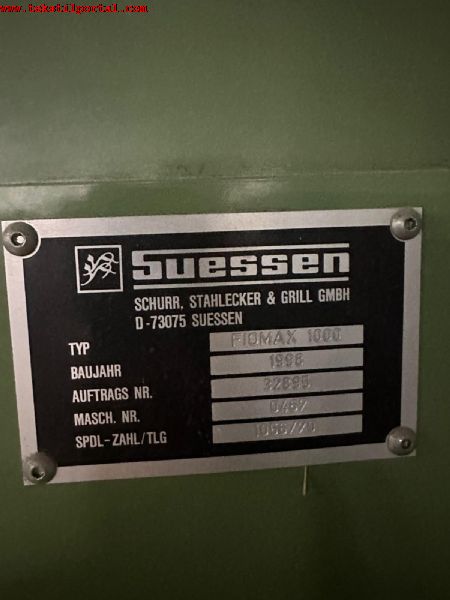 www.tekstilportal.com
Suessen
SCHURR, STAHLECKER & GRILL GMBH
D-73075 SUESSEN
TYP FIOMAX 1000
BAUJAHR 1998
AUFTRAGS NR.
MASCH. NR.
SPDL-ZAHL/TLG